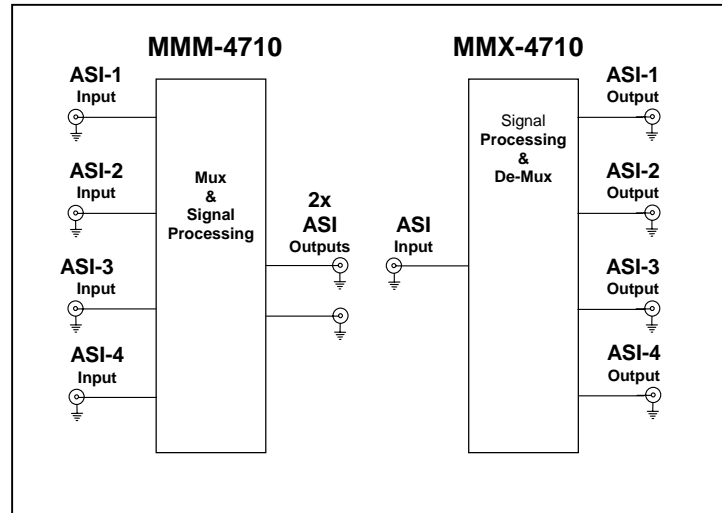 MMM-4710
ASI-1
Input
ASI-2
Input
ASI-3
Input
ASI-4
Input
Mux
&
Signal
Processing
2x
ASI
Outputs
MMX-4710
ASI
Input
Signal
Processing
&
De-Mux
ASI-1
Output
ASI-2
Output
ASI-3
Output
ASI-4
Output